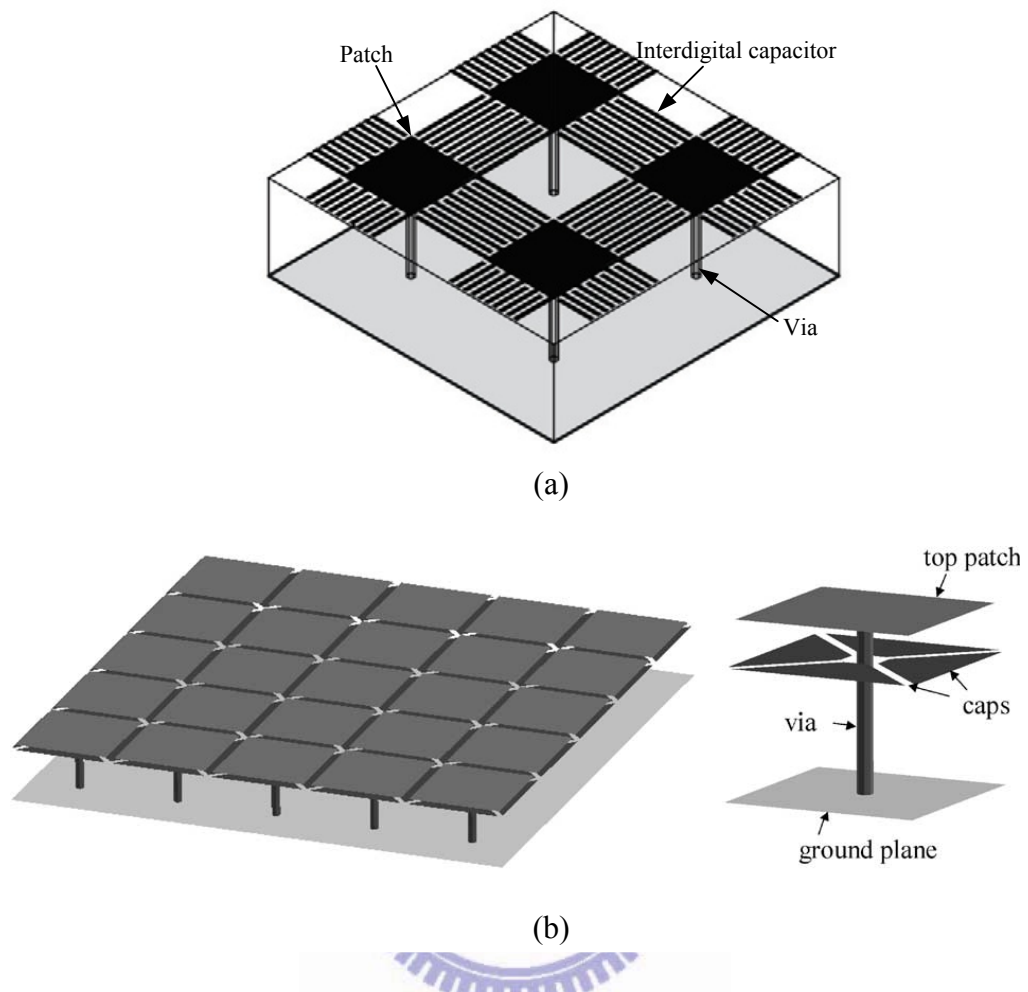 Patch
Interdigital capacitor
Via
(a)
top patch
caps
via
ground plane
(b)